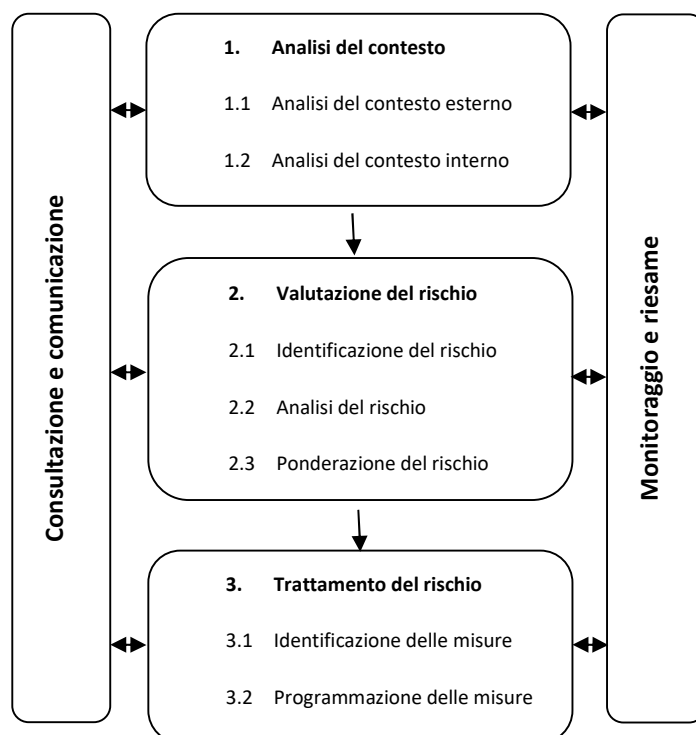 Consultazione e comunicazione
1. Analisi del contesto
1.1 Analisi del contesto esterno
1.2 Analisi del contesto interno
2. Valutazione del rischio
2.1 Identificazione del rischio
2.2 Analisi del rischio
2.3 Ponderazione del rischio
3. Trattamento del rischio
3.1 Identificazione delle misure
3.2 Programmazione delle misure
Monitoraggio e riesame